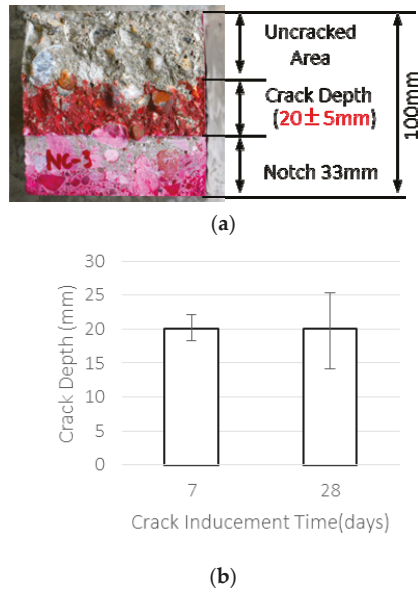 Uncracked
Area
Crack Depth
(20±5mm)
100mm
NC-3
Notch 33mm
(a)
30
25
20
15
10
5
0
Crack Depth (mm)
7 28
Crack Inducement Time(days)
(b)